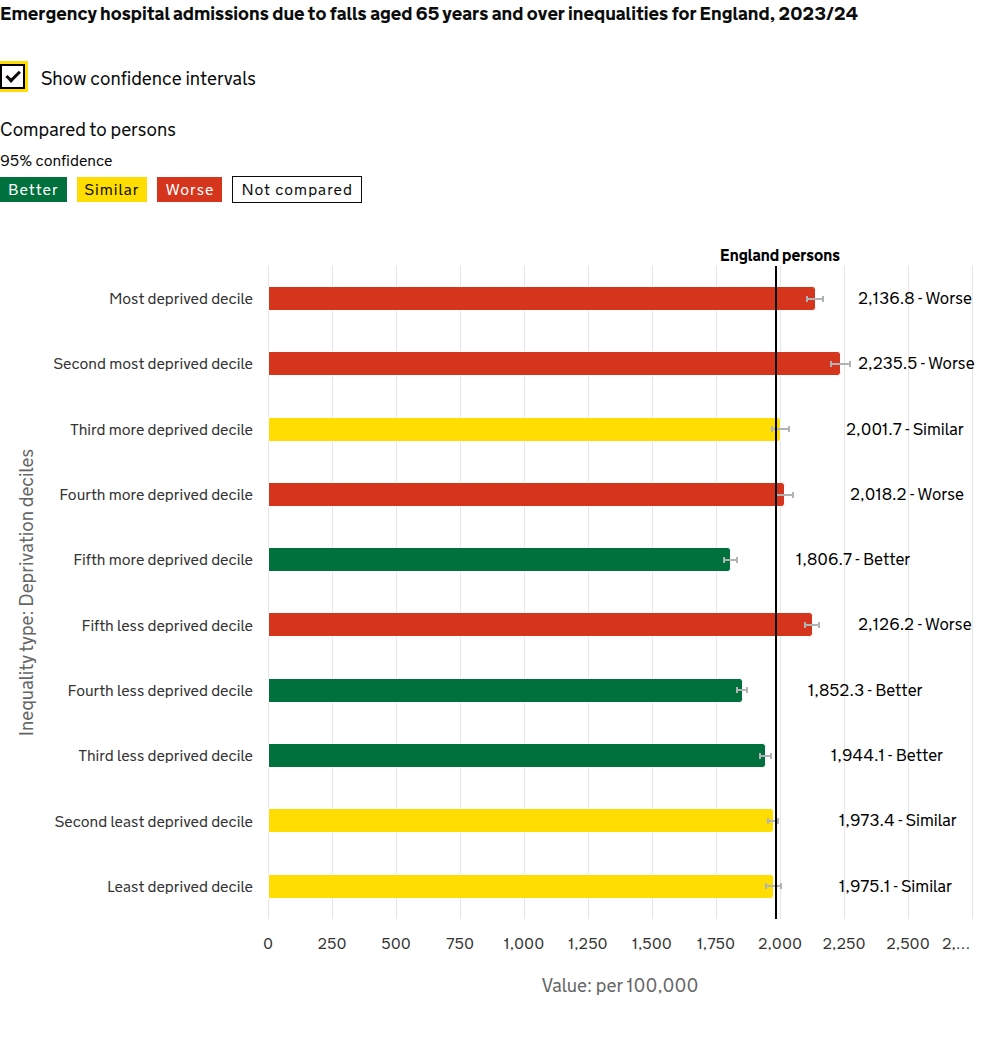 Emergency hospital admissions due to falls aged 65 years and over inequalities for England, 2023/24
Show confidence intervals
Compared to persons
95% confidence
Better Similar Worse Not compared
England persons
Most deprived decile 2,136.8 - Worse
Second most deprived decile 2,235.5 - Worse
Third more deprived decile 2,001.7 - Similar
Fourth more deprived decile 2,018.2 - Worse
Fifth more deprived decile 1,806.7 - Better
Fifth less deprived decile 2,126.2 - Worse
Fourth less deprived decile 1,852.3 - Better
Third less deprived decile 1,944.1 - Better
Second least deprived decile 1,973.4 - Similar
Least deprived decile 1,975.1 - Similar
Inequality type: Deprivation deciles
0 250 500 750 1,000 1,250 1,500 1,750 2,000 2,250 2,500 2,...
Value: per 100,000